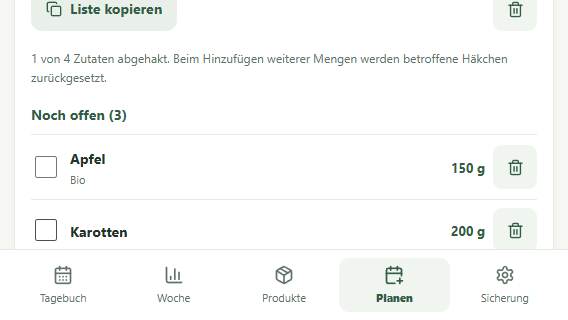 Liste kopieren
1 von 4 Zutaten abgehakt. Beim Hinzufügen weiterer Mengen werden betroffene Häkchen
zurückgesetzt.
Noch offen (3)
Apfel
150 g
Bio
Karotten
200 g
Tagebuch
Woche
Produkte
Planen
Sicherung